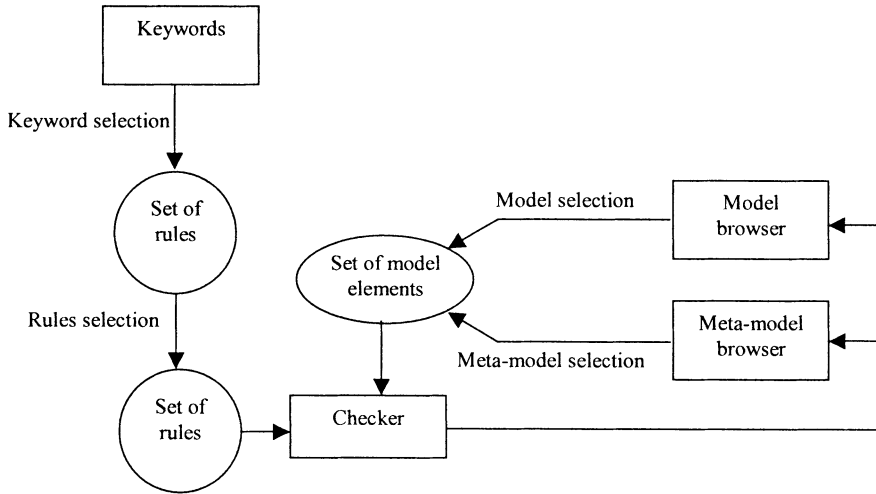 Keywords
Keyword selection
Set of
rules
Rules selection
Set of
rules
Model selection
Model
browser
Set of model
elements
Meta-model
browser
Meta-model selection
Checker